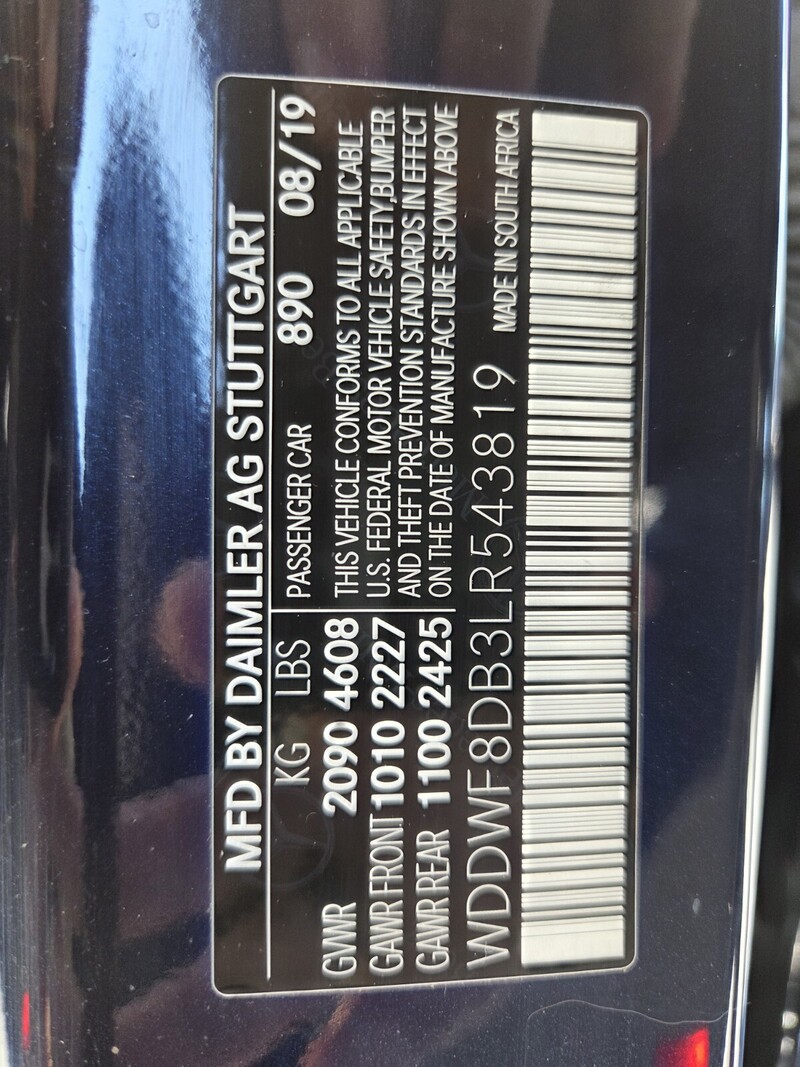 MFD BY DAIMLER AG STUTTGART
KG LBS PASSENGER CAR 890 08/19
GVWR 2090 4608 THIS VEHICLE CONFORMS TO ALL APPLICABLE
GAWR FRONT 1010 2227 U.S. FEDERAL MOTOR VEHICLE SAFETY,BUMPER
GAWR REAR 1100 2425 AND THEFT PREVENTION STANDARDS IN EFFECT
ON THE DATE OF MANUFACTURE SHOWN ABOVE
WDDWF8DB3LR543819 MADE IN SOUTH AFRICA